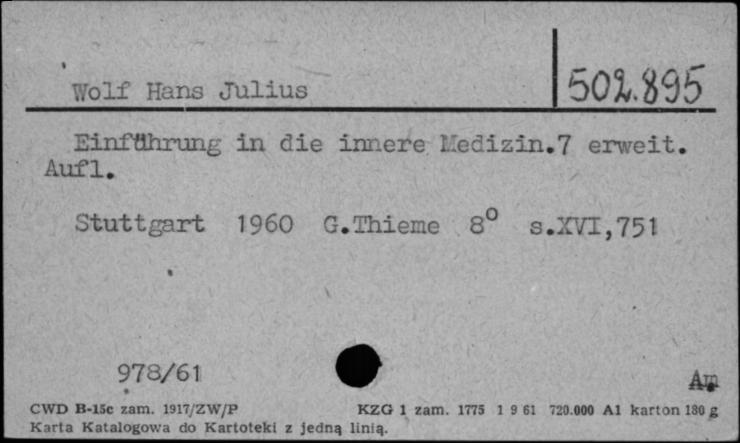 Wolf Hans Julius
502.895
Einführung in die innere Medizin.7 erweit.
Aufl.
Stuttgart 1960 G.Thieme 8° s.XVI,751
978/61
Am
CWD B-15c zam. 1917/ZW/P KZG 1 zam. 1775 1 9 61 720.000 A1 karton 180 g
Karta Katalogowa do Kartoteki z jedną linią.